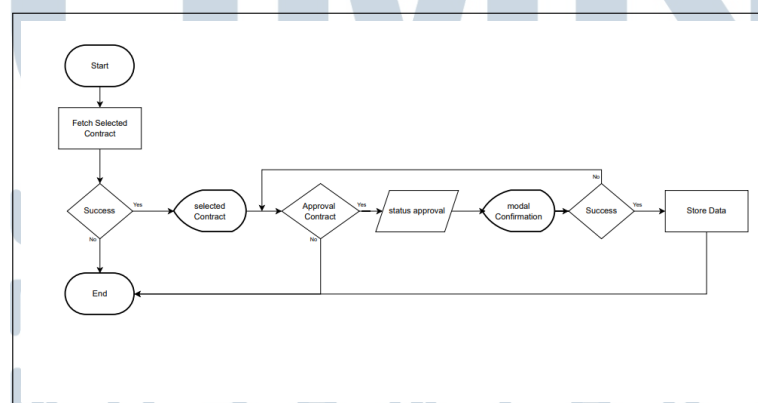 Start
Fetch Selected
Contract
Success
Yes
No
selected
Contract
Approval
Contract
Yes
No
status approval
modal
Confirmation
Success
No
Yes
Store Data
End